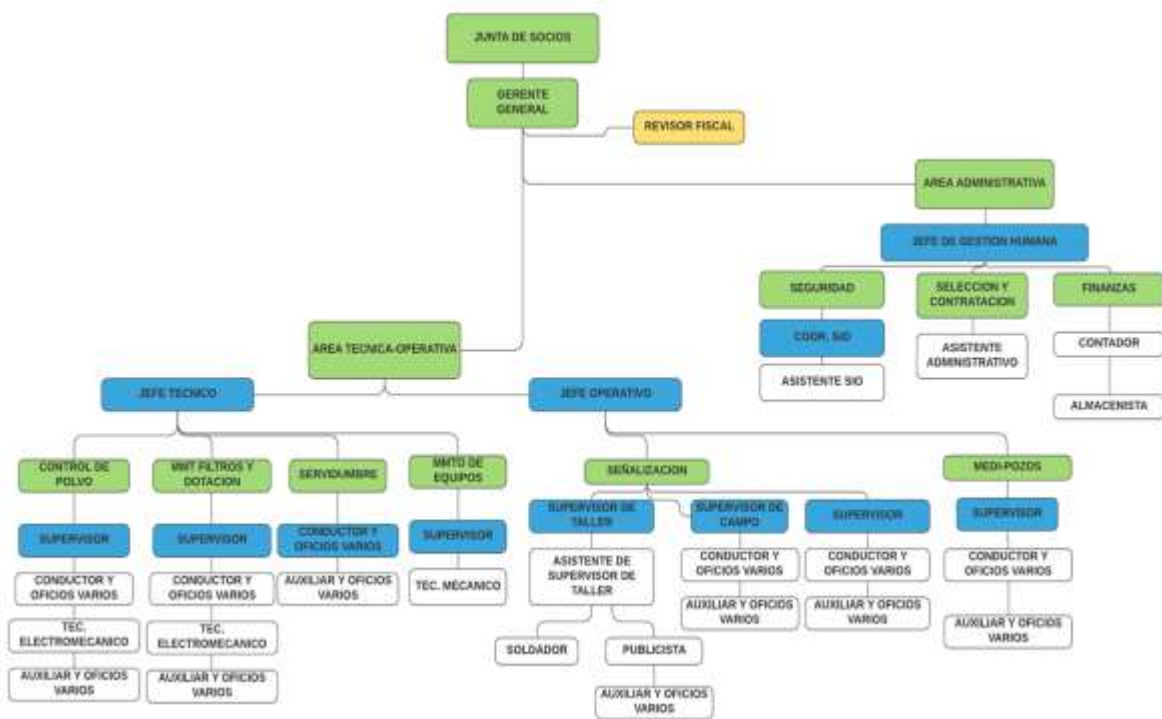 JUNTA DE SOCIOS
GERENTE
GENERAL
REVISOR FISCAL
AREA ADMINISTRATIVA
JEFE DE GESTION HUMANA
SEGURIDAD
SELECCION Y
CONTRATACION
FINANZAS
COOR. SIO
ASISTENTE
ADMINISTRATIVO
CONTADOR
ASISTENTE SIO
ALMACENISTA
AREA TECNICA-OPERATIVA
JEFE TECNICO
JEFE OPERATIVO
CONTROL DE
POLVO
MMT FILTROS Y
DOTACION
SERVIDUMBRE
MMTO DE
EQUIPOS
SEÑALIZACION
MEDI-POZOS
SUPERVISOR
SUPERVISOR
CONDUCTOR Y
OFICIOS VARIOS
SUPERVISOR
SUPERVISOR DE
TALLER
SUPERVISOR DE
CAMPO
SUPERVISOR
SUPERVISOR
CONDUCTOR Y
OFICIOS VARIOS
CONDUCTOR Y
OFICIOS VARIOS
AUXILIAR Y OFICIOS
VARIOS
TEC. MECANICO
ASISTENTE DE
SUPERVISOR DE
TALLER
CONDUCTOR Y
OFICIOS VARIOS
CONDUCTOR Y
OFICIOS VARIOS
CONDUCTOR Y
OFICIOS VARIOS
TEC.
ELECTROMECANICO
TEC.
ELECTROMECANICO
AUXILIAR Y OFICIOS
VARIOS
AUXILIAR Y OFICIOS
VARIOS
AUXILIAR Y OFICIOS
VARIOS
SOLDADOR
PUBLICISTA
AUXILIAR Y OFICIOS
VARIOS
AUXILIAR Y OFICIOS
VARIOS
AUXILIAR Y OFICIOS
VARIOS